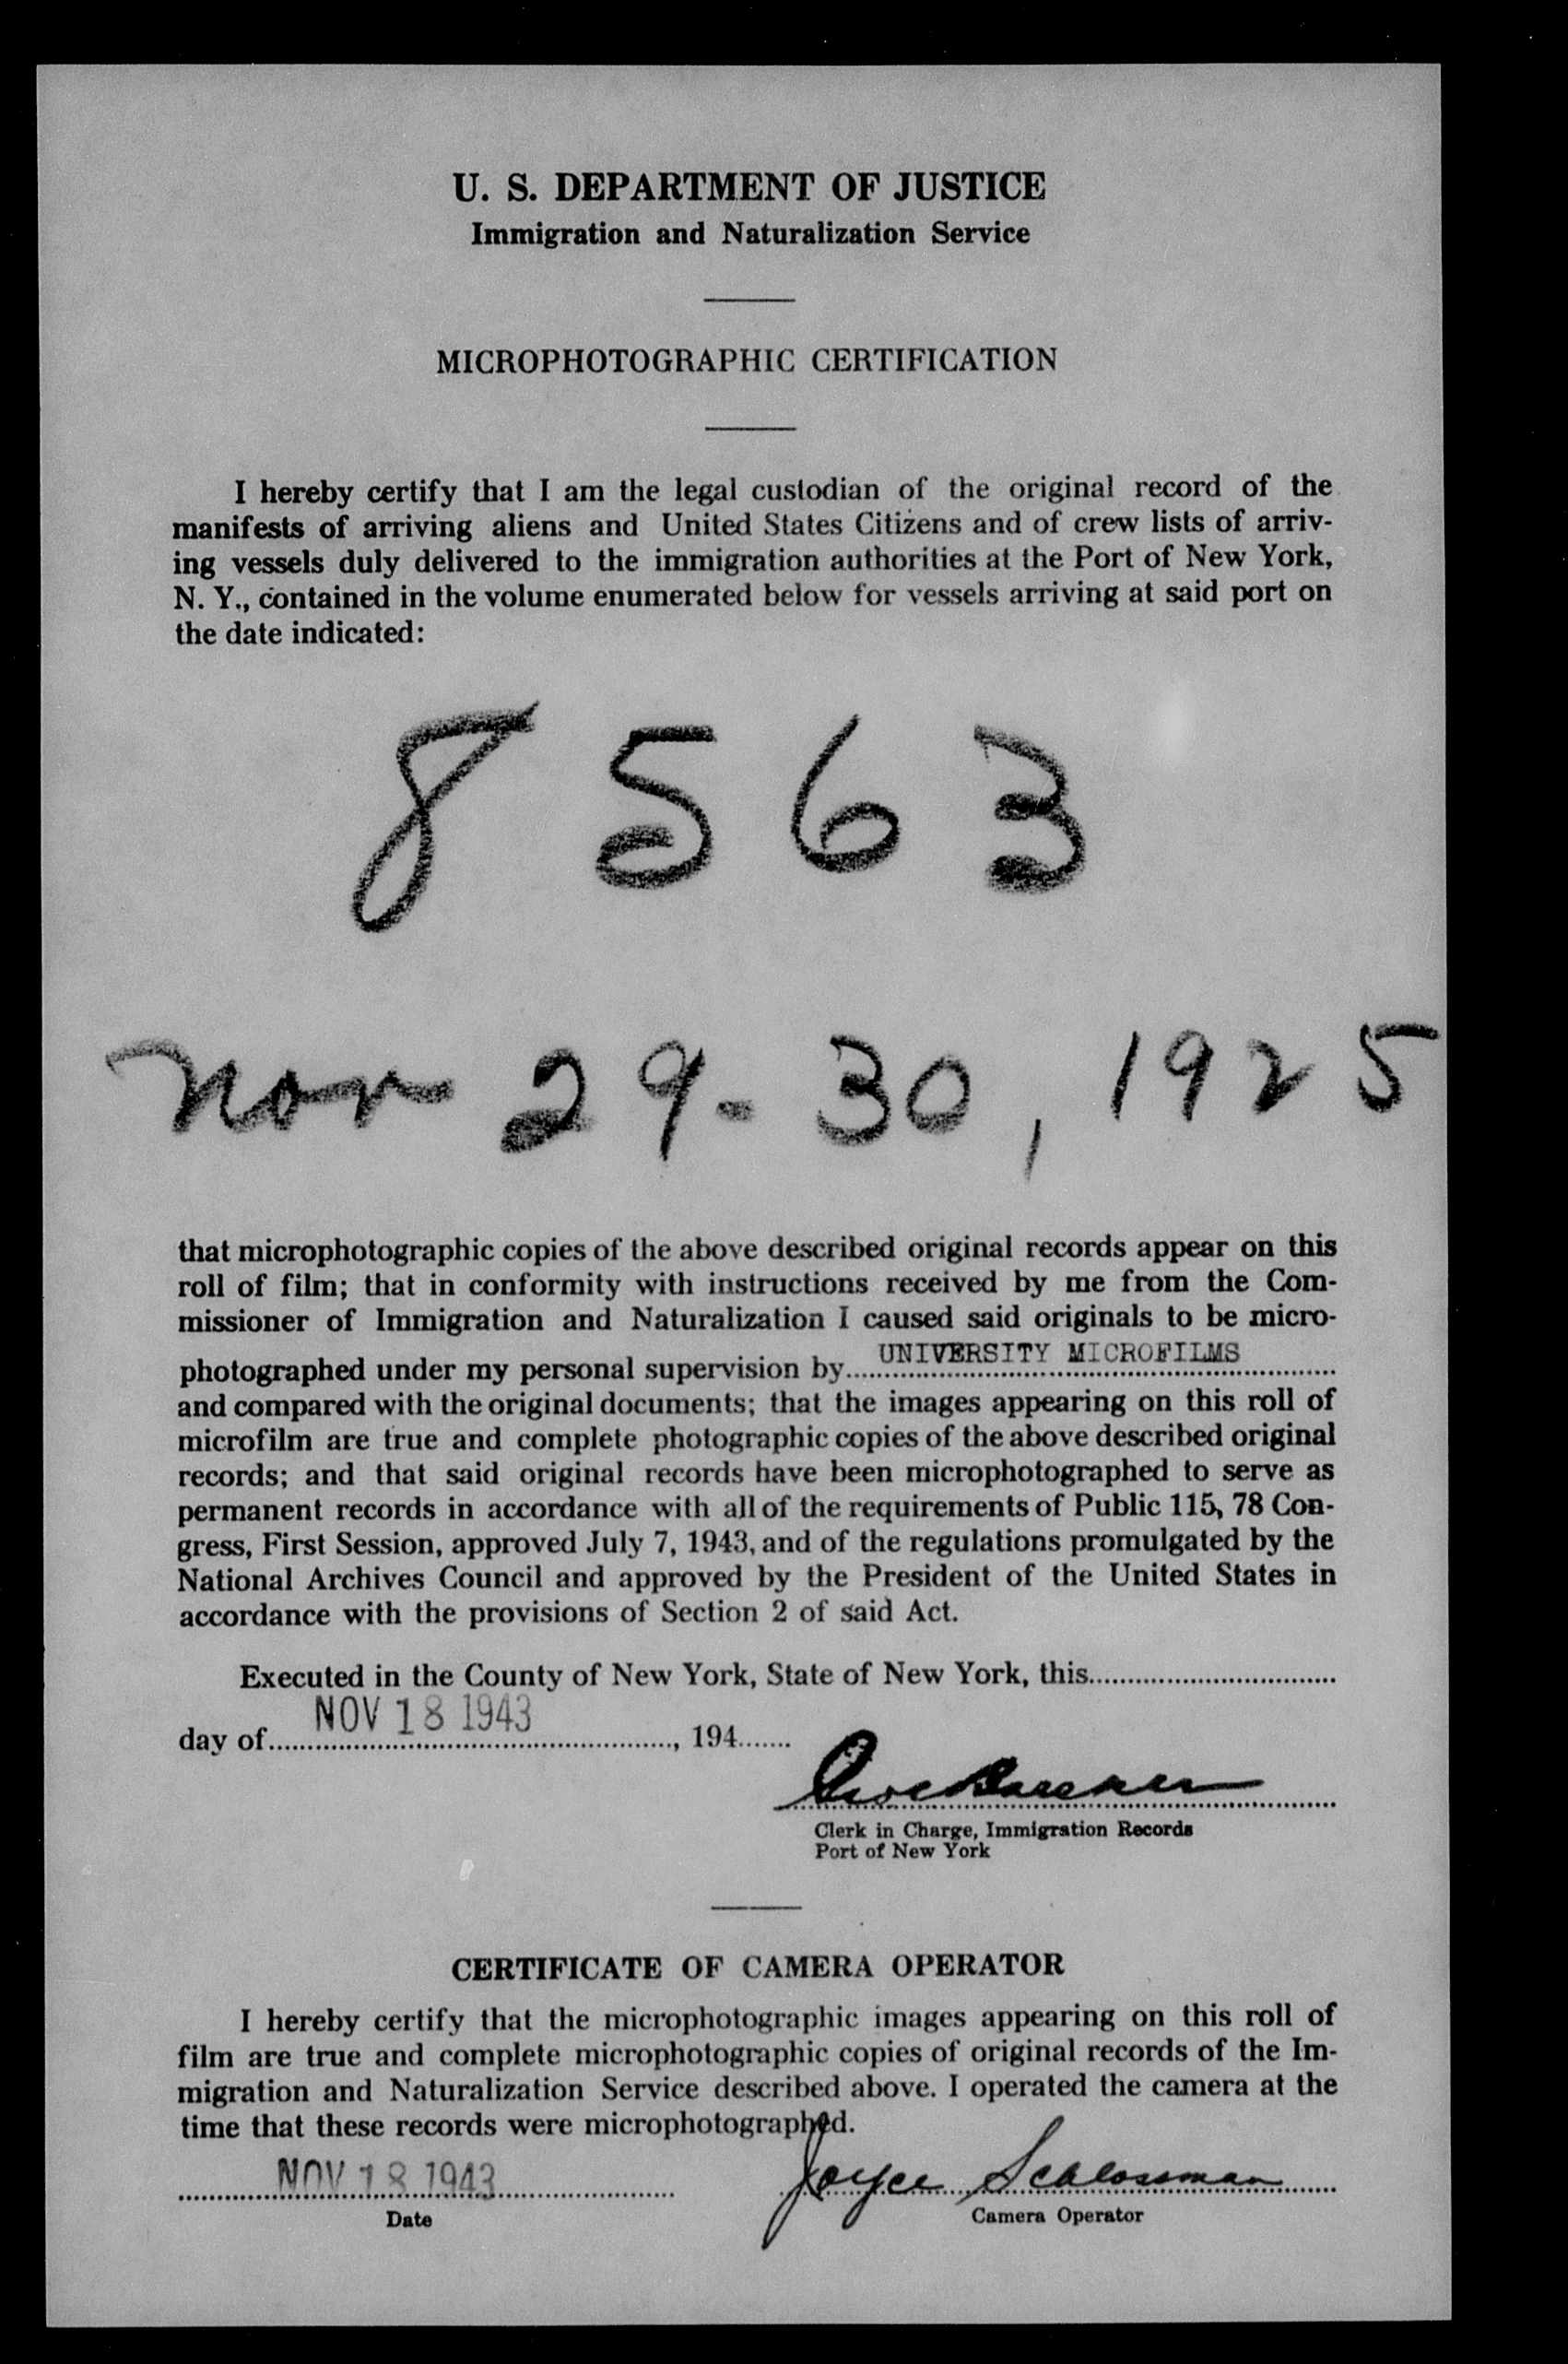 U. S. DEPARTMENT OF JUSTICE
Immigration and Naturalization Service
MICROPHOTOGRAPHIC CERTIFICATION
I hereby certify that I am the legal custodian of the original record of the
manifests of arriving aliens and United States Citizens and of crew lists of arriv-
ing vessels duly delivered to the immigration authorities at the Port of New York,
N. Y., contained in the volume enumerated below for vessels arriving at said port on
the date indicated:
8563
Nov 29-30, 1925
that microphotographic copies of the above described original records appear on this
roll of film; that in conformity with instructions received by me from the Com-
missioner of Immigration and Naturalization I caused said originals to be micro-
photographed under my personal supervision by UNIVERSITY MICROFILMS
and compared with the original documents; that the images appearing on this roll of
microfilm are true and complete photographic copies of the above described original
records; and that said original records have been microphotographed to serve as
permanent records in accordance with all of the requirements of Public 115, 78 Con-
gress, First Session, approved July 7, 1943, and of the regulations promulgated by the
National Archives Council and approved by the President of the United States in
accordance with the provisions of Section 2 of said Act.
Executed in the County of New York, State of New York, this
day of NOV 18 1943, 194
Clerk in Charge, Immigration Records
Port of New York
CERTIFICATE OF CAMERA OPERATOR
I hereby certify that the microphotographic images appearing on this roll of
film are true and complete microphotographic copies of original records of the Im-
migration and Naturalization Service described above. I operated the camera at the
time that these records were microphotographed.
NOV 18 1943 Joyce Schlossman
Date Camera Operator